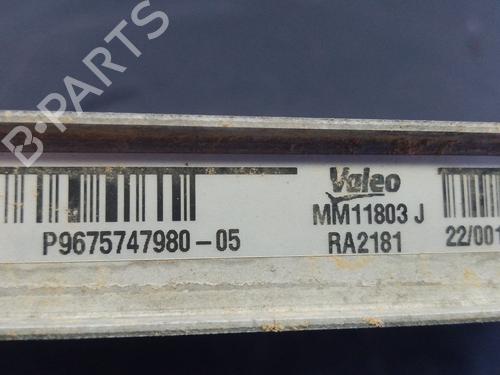 B-PARTS
Valeo
P9675747980-05
MM11803 J
RA2181
22/001